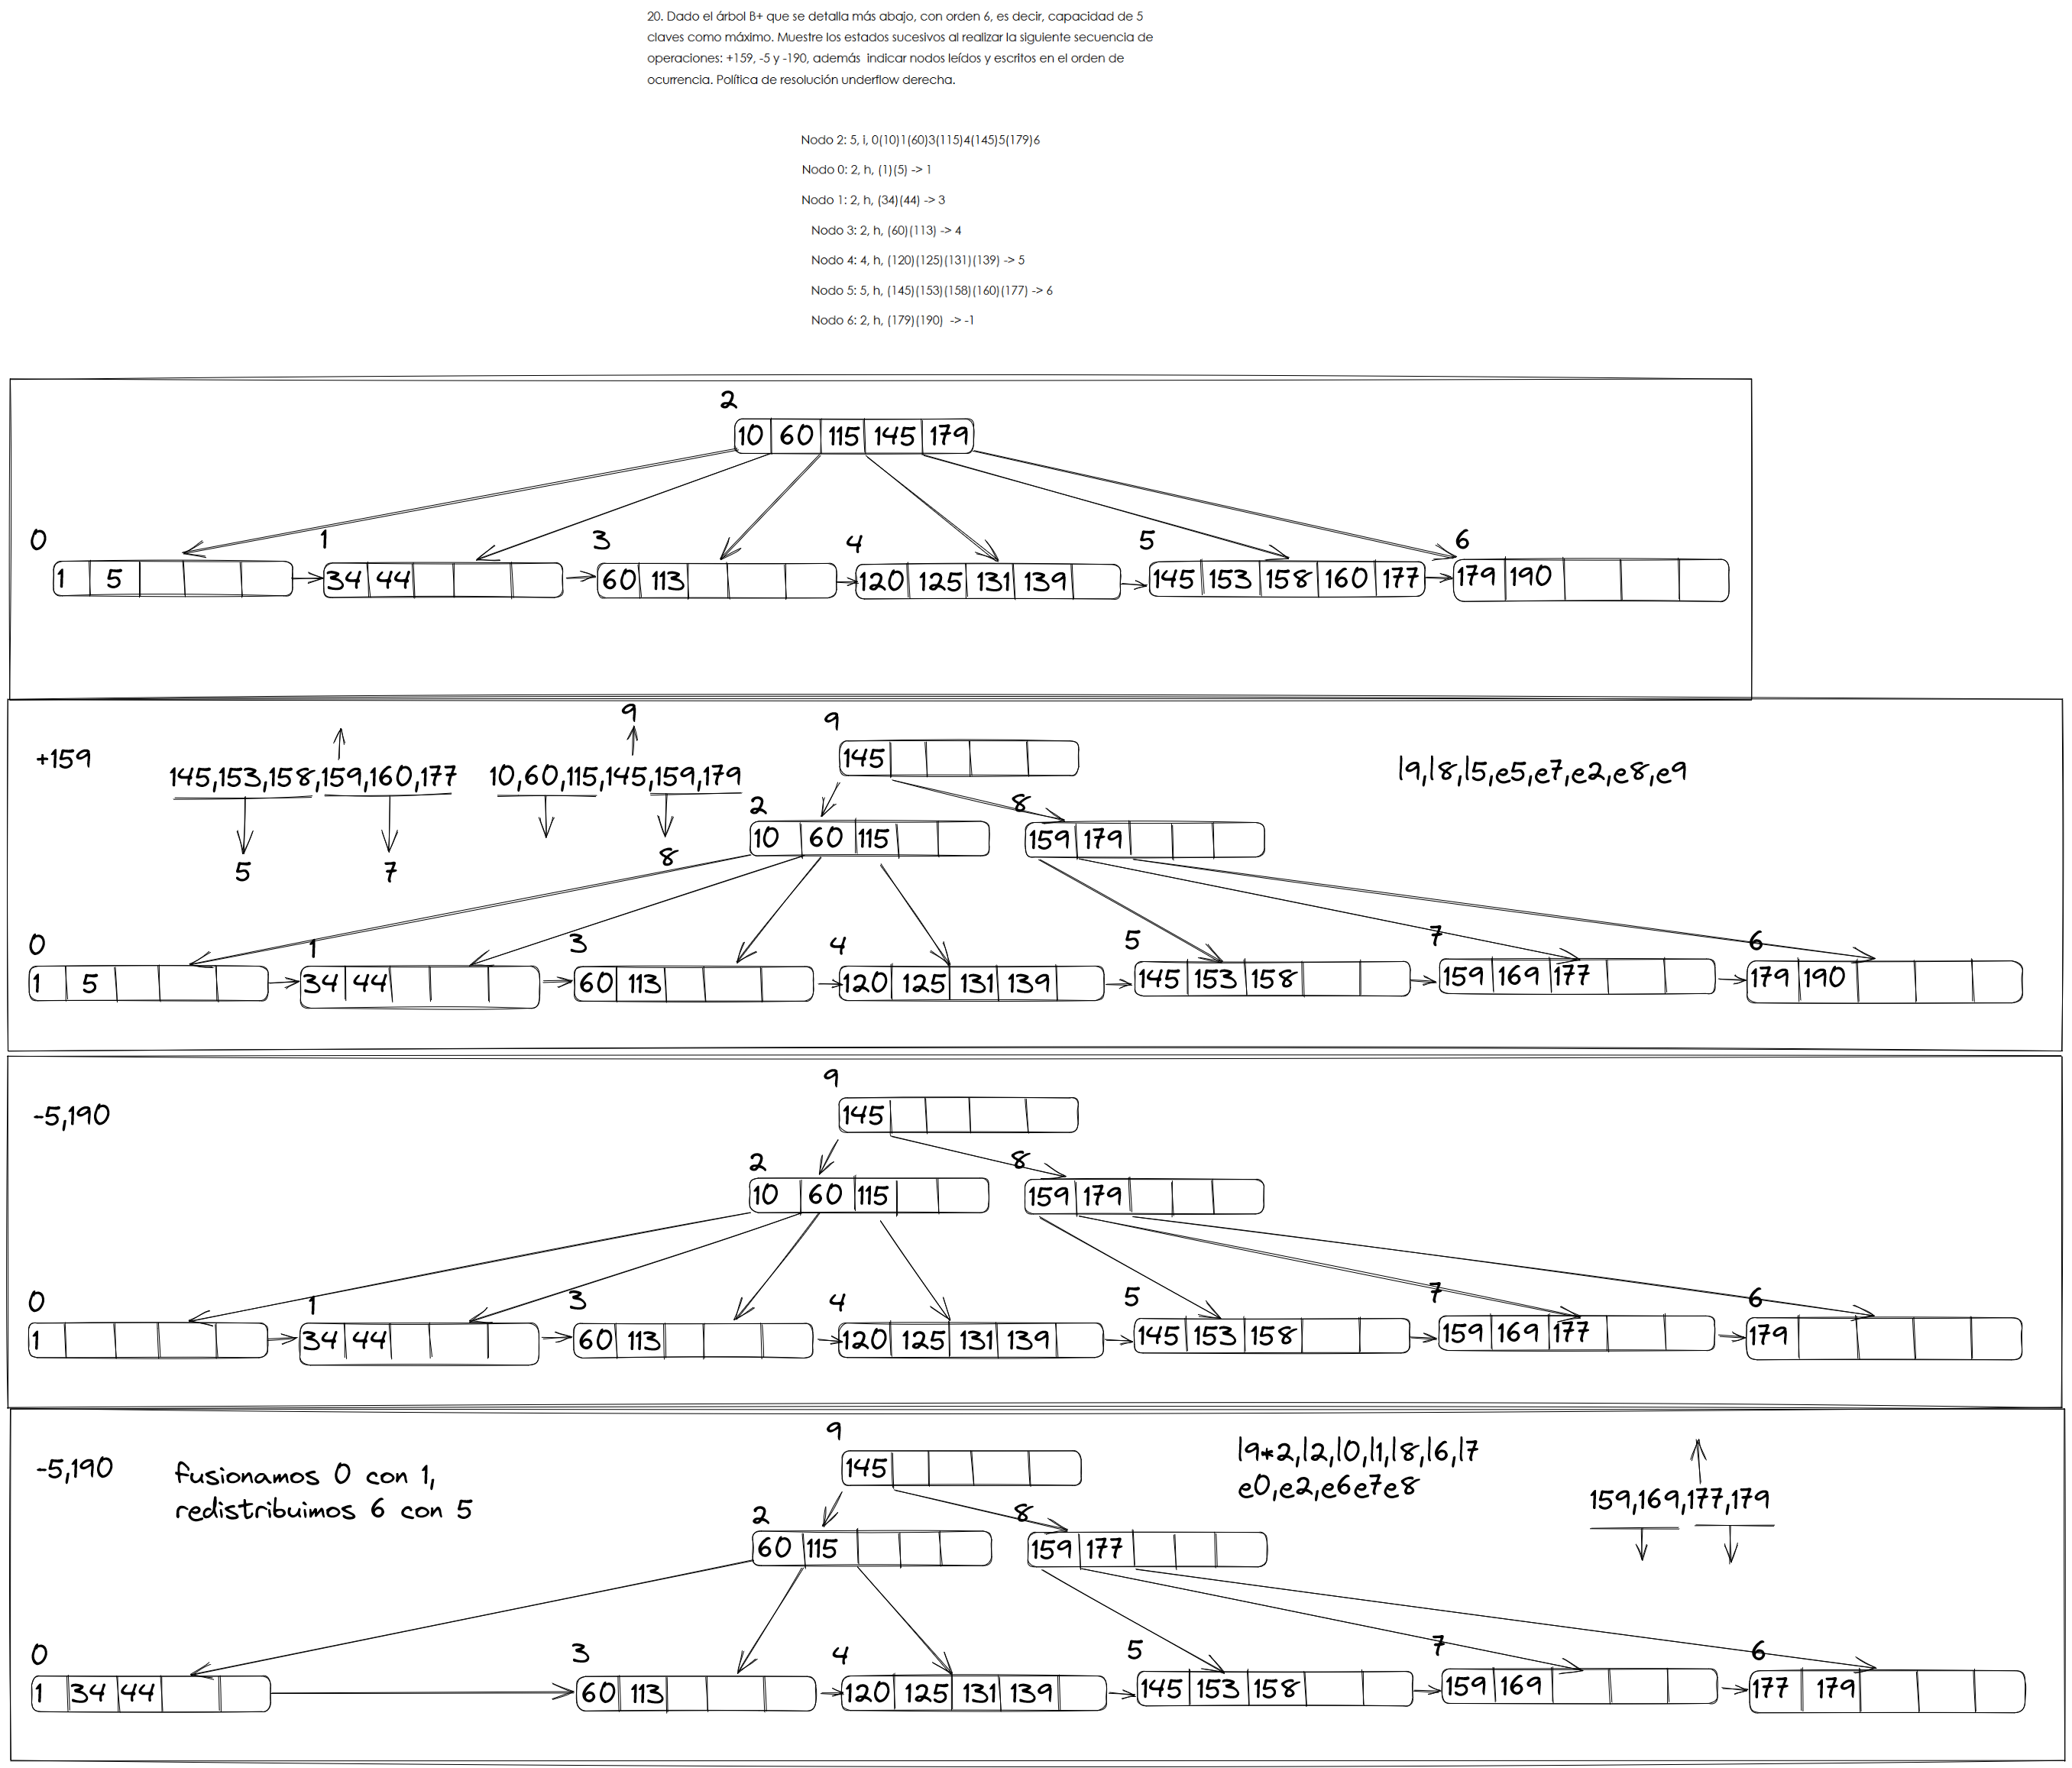 20. Dado el árbol B+ que se detalla más abajo, con orden 6, es decir, capacidad de 5
claves como máximo. Muestre los estados sucesivos al realizar la siguiente secuencia de
operaciones: +159, -5 y -190, además indicar nodos leídos y escritos en el orden de
ocurrencia. Política de resolución underflow derecha.
Nodo 2: 5, i, 0(10)1(60)3(115)4(145)5(179)6
Nodo 0: 2, h, (1)(5) -> 1
Nodo 1: 2, h, (34)(44) -> 3
Nodo 3: 2, h, (60)(113) -> 4
Nodo 4: 4, h, (120)(125)(131)(139) -> 5
Nodo 5: 5, h, (145)(153)(158)(160)(177) -> 6
Nodo 6: 2, h, (179)(190) -> -1
2
10 60 115 145 179
0 1 3 4 5 6
1 5 34 44 60 113 120 125 131 139 145 153 158 160 177 179 190
+159
9
9
145
145,153,158,159,160,177
10,60,115,145,159,179
l9,l8,l5,e5,e7,e2,e8,e9
5 7 8
2 8
10 60 115 159 179
0 1 3 4 5 7 6
1 5 34 44 60 113 120 125 131 139 145 153 158 159 169 177 179 190
-5,190
9
145
2 8
10 60 115 159 179
0 1 3 4 5 7 6
1 34 44 60 113 120 125 131 139 145 153 158 159 169 177 179
-5,190
fusionamos 0 con 1,
redistribuimos 6 con 5
9
145
l9*2,l2,l0,l1,l8,l6,l7
e0,e2,e6e7e8
159,169,177,179
2 8
60 115 159 177
0 3 4 5 7 6
1 34 44 60 113 120 125 131 139 145 153 158 159 169 177 179